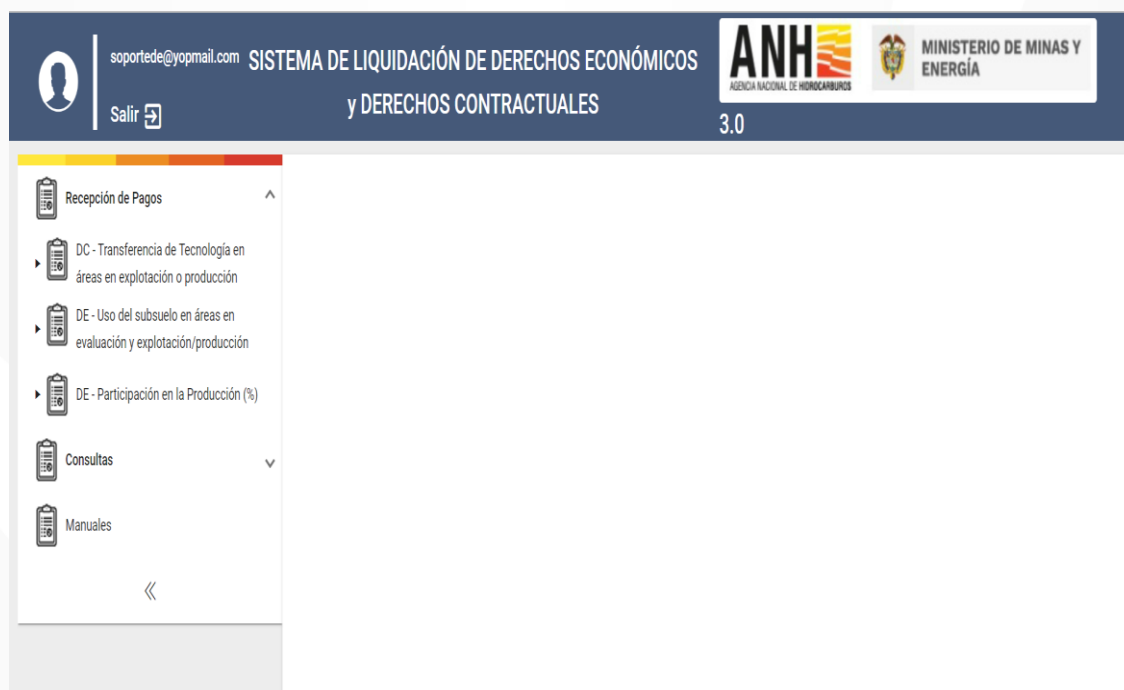 soportede@yopmail.com
Salir
SISTEMA DE LIQUIDACIÓN DE DERECHOS ECONÓMICOS
y DERECHOS CONTRACTUALES
ANH
AGENCIA NACIONAL DE HIDROCARBUROS
MINISTERIO DE MINAS Y
ENERGÍA
3.0
Recepción de Pagos
DC - Transferencia de Tecnología en
áreas en explotación o producción
DE - Uso del subsuelo en áreas en
evaluación y explotación/producción
DE - Participación en la Producción (%)
Consultas
Manuales